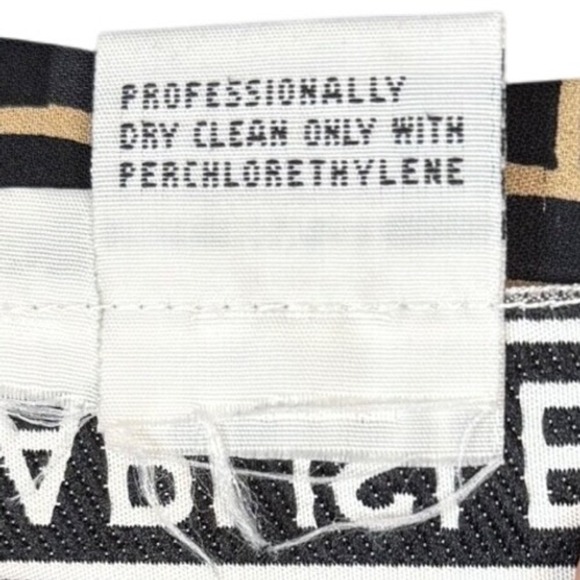 PROFESSIONALLY
DRY CLEAN ONLY WITH
PERCHLORETHYLENE